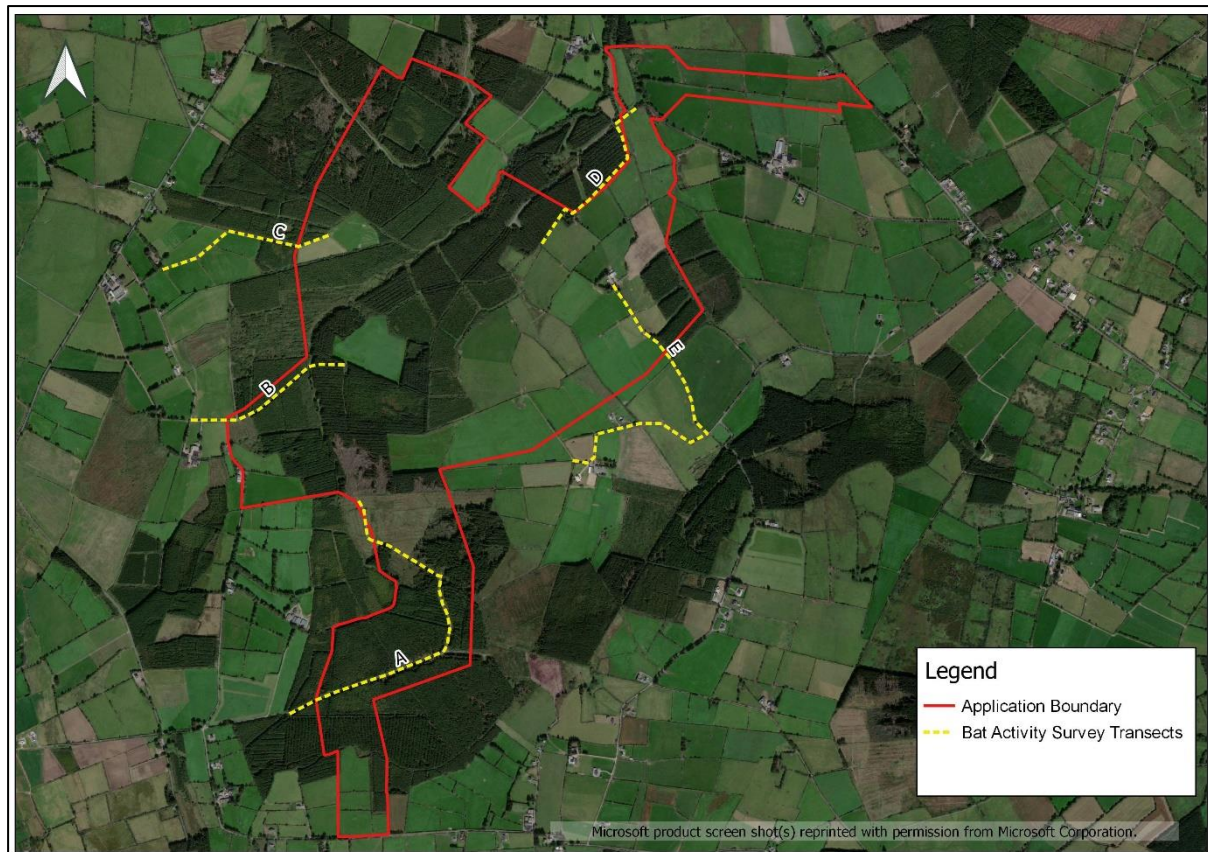 C
D
E
B
A
Legend
Application Boundary
Bat Activity Survey Transects
Microsoft product screen shot(s) reprinted with permission from Microsoft Corporation.